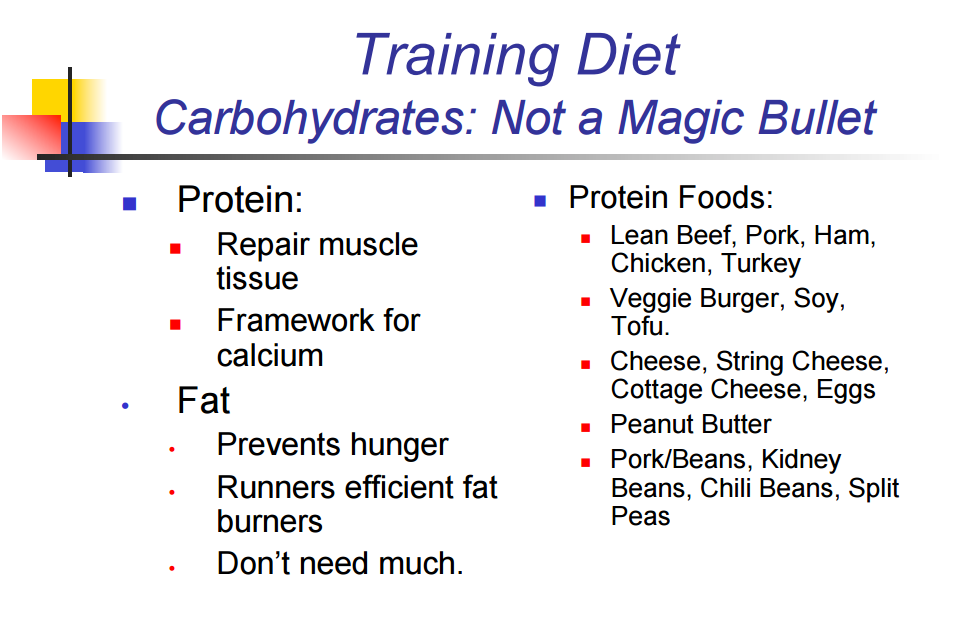 Training Diet
Carbohydrates: Not a Magic Bullet
Protein:
Repair muscle
tissue
Framework for
calcium
Fat
Prevents hunger
Runners efficient fat
burners
Don’t need much.
Protein Foods:
Lean Beef, Pork, Ham,
Chicken, Turkey
Veggie Burger, Soy,
Tofu.
Cheese, String Cheese,
Cottage Cheese, Eggs
Peanut Butter
Pork/Beans, Kidney
Beans, Chili Beans, Split
Peas